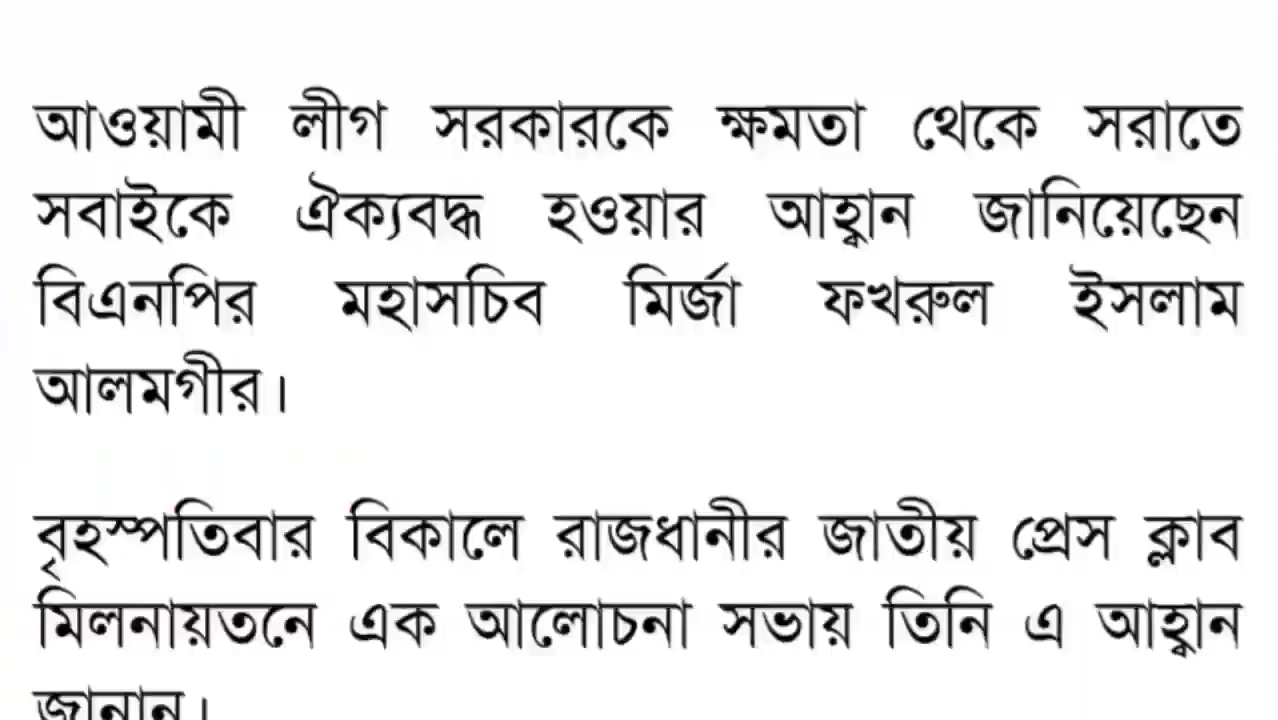 আওয়ামী লীগ সরকারকে ক্ষমতা থেকে সরাতে
সবাইকে ঐক্যবদ্ধ হওয়ার আহ্বান জানিয়েছেন
বিএনপির মহাসচিব মির্জা ফখরুল ইসলাম
আলমগীর।
বৃহস্পতিবার বিকালে রাজধানীর জাতীয় প্রেস ক্লাব
মিলনায়তনে এক আলোচনা সভায় তিনি এ আহ্বান
জানান।